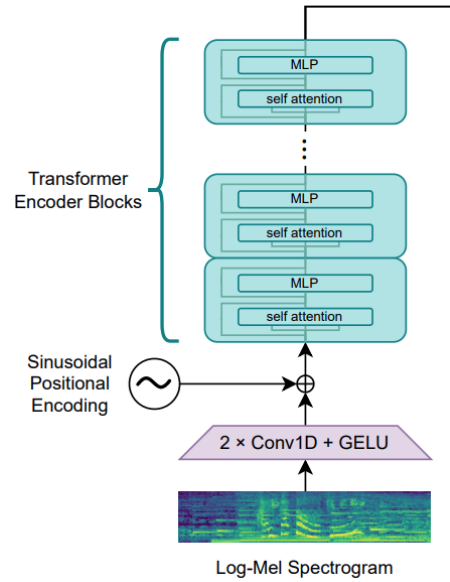 MLP
self attention
Transformer
Encoder Blocks
MLP
self attention
MLP
self attention
Sinusoidal
Positional
Encoding
2 × Conv1D + GELU
Log-Mel Spectrogram